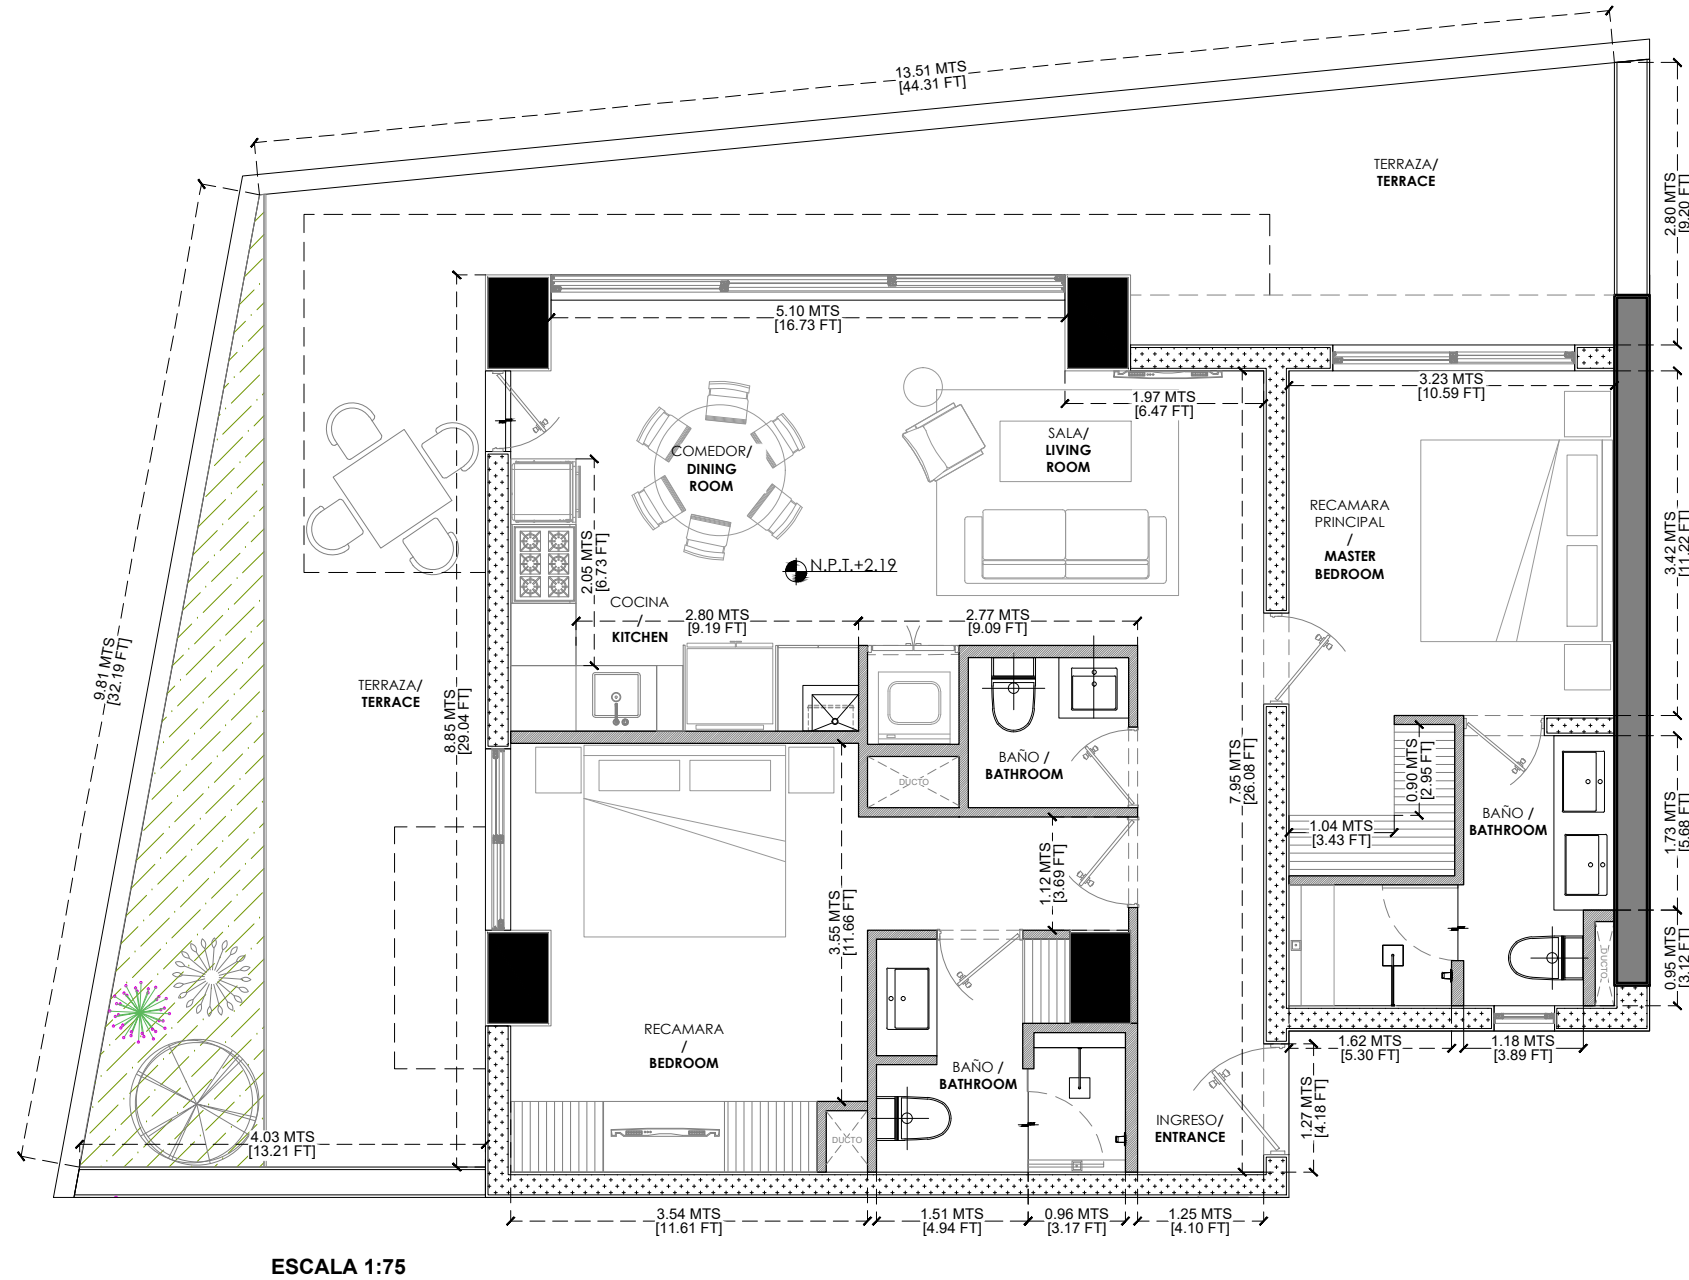 13.51 MTS
[44.31 FT]
TERRAZA/
TERRACE
2.80 MTS
[9.20 FT]
5.10 MTS
[16.73 FT]
3.23 MTS
[10.59 FT]
1.97 MTS
[6.47 FT]
COMEDOR/
DINING
ROOM
SALA/
LIVING
ROOM
RECAMARA
PRINCIPAL
/
MASTER
BEDROOM
3.42 MTS
[11.22 FT]
2.05 MTS
[6.73 FT]
N.P.T.+2.19
COCINA
/
KITCHEN
2.80 MTS
[9.19 FT]
2.77 MTS
[9.09 FT]
9.81 MTS
[32.19 FT]
TERRAZA/
TERRACE
8.85 MTS
[29.04 FT]
BAÑO /
BATHROOM
DUCTO
7.95 MTS
[26.08 FT]
0.90 MTS
[2.95 FT]
1.04 MTS
[3.43 FT]
BAÑO /
BATHROOM
1.73 MTS
[5.68 FT]
1.12 MTS
[3.69 FT]
3.55 MTS
[11.66 FT]
0.95 MTS
[3.12 FT]
DUCTO
RECAMARA
/
BEDROOM
BAÑO /
BATHROOM
1.62 MTS
[5.30 FT]
1.18 MTS
[3.89 FT]
INGRESO/
ENTRANCE
1.27 MTS
[4.18 FT]
DUCTO
4.03 MTS
[13.21 FT]
3.54 MTS
[11.61 FT]
1.51 MTS
[4.94 FT]
0.96 MTS
[3.17 FT]
1.25 MTS
[4.10 FT]
ESCALA 1:75